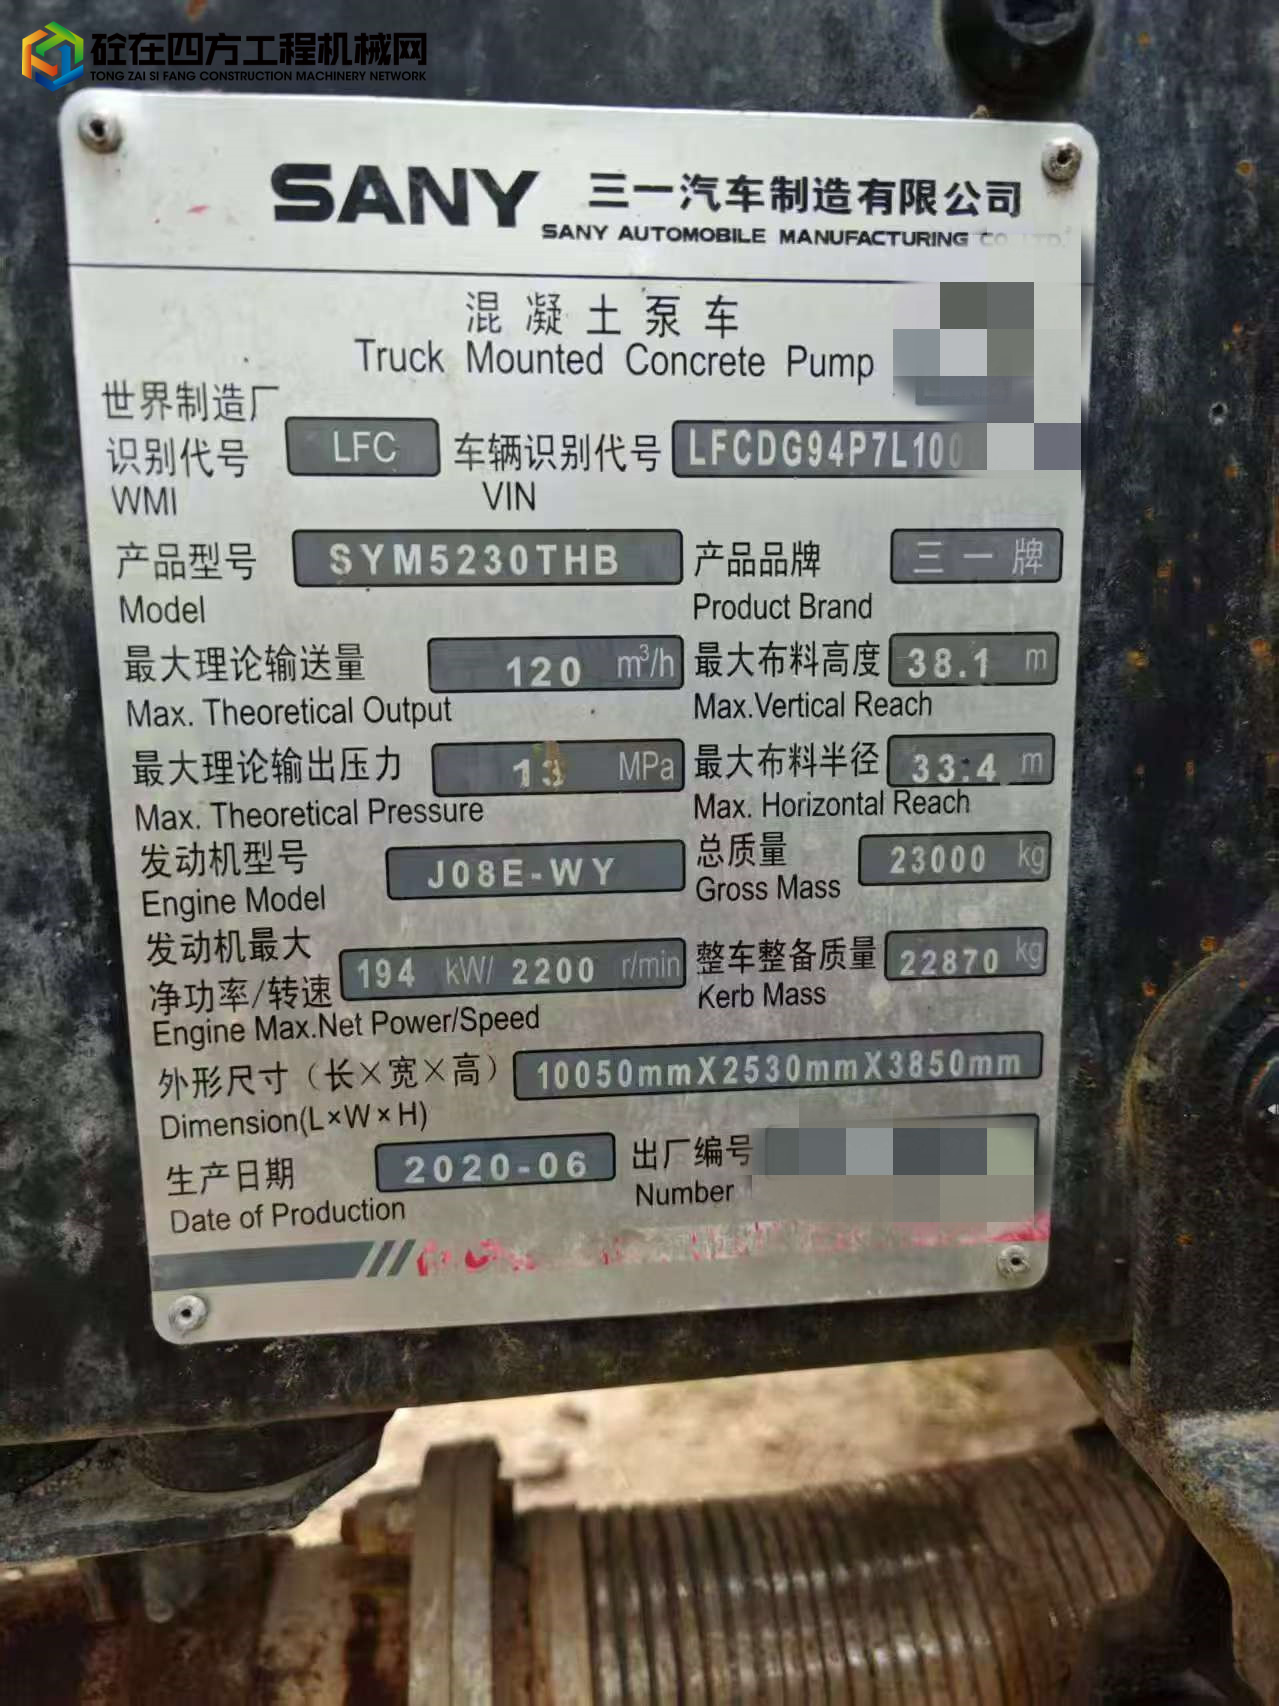 砼在四方工程机械网
TONG ZAI SI FANG CONSTRUCTION MACHINERY NETWORK
SANY 三一汽车制造有限公司
SANY AUTOMOBILE MANUFACTURING CO.,LTD.
混凝土泵车
Truck Mounted Concrete Pump
世界制造厂
识别代号 LFC 车辆识别代号 LFCDG94P7L100
WMI VIN
产品型号 SYM5230THB 产品品牌 三一牌
Model Product Brand
最大理论输送量 120 m³/h 最大布料高度 38.1 m
Max. Theoretical Output Max.Vertical Reach
最大理论输出压力 13 MPa 最大布料半径 33.4 m
Max. Theoretical Pressure Max. Horizontal Reach
发动机型号 J08E-WY 总质量 23000 kg
Engine Model Gross Mass
发动机最大
净功率/转速 194 kW/ 2200 r/min 整车整备质量 22870 kg
Engine Max.Net Power/Speed Kerb Mass
外形尺寸（长×宽×高） 10050mmX2530mmX3850mm
Dimension(L×W×H)
生产日期 2020-06 出厂编号
Date of Production Number